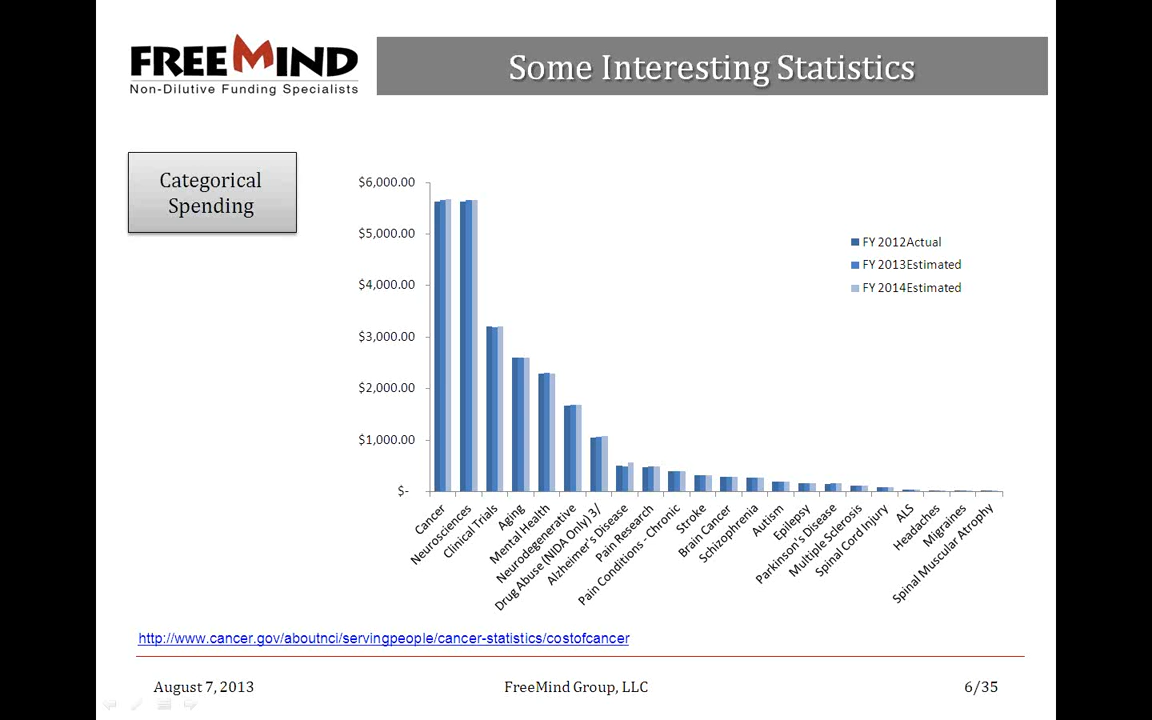 FREEMIND
Non-Dilutive Funding Specialists
Some Interesting Statistics
Categorical
Spending
$6,000.00
$5,000.00
$4,000.00
$3,000.00
$2,000.00
$1,000.00
$-
FY 2012Actual
FY 2013Estimated
FY 2014Estimated
Cancer
Neurosciences
Clinical Trials
Aging
Mental Health
Neurodegenerative
Drug Abuse (NIDA Only) 3/
Alzheimer's Disease
Pain Research
Pain Conditions - Chronic
Stroke
Brain Cancer
Schizophrenia
Autism
Epilepsy
Parkinson's Disease
Multiple Sclerosis
Spinal Cord Injury
ALS
Headaches
Migraines
Spinal Muscular Atrophy
http://www.cancer.gov/aboutnci/servingpeople/cancer-statistics/costofcancer
August 7, 2013
FreeMind Group, LLC
6/35